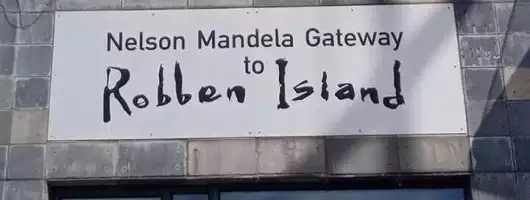 Nelson Mandela Gateway
to
Robben Island